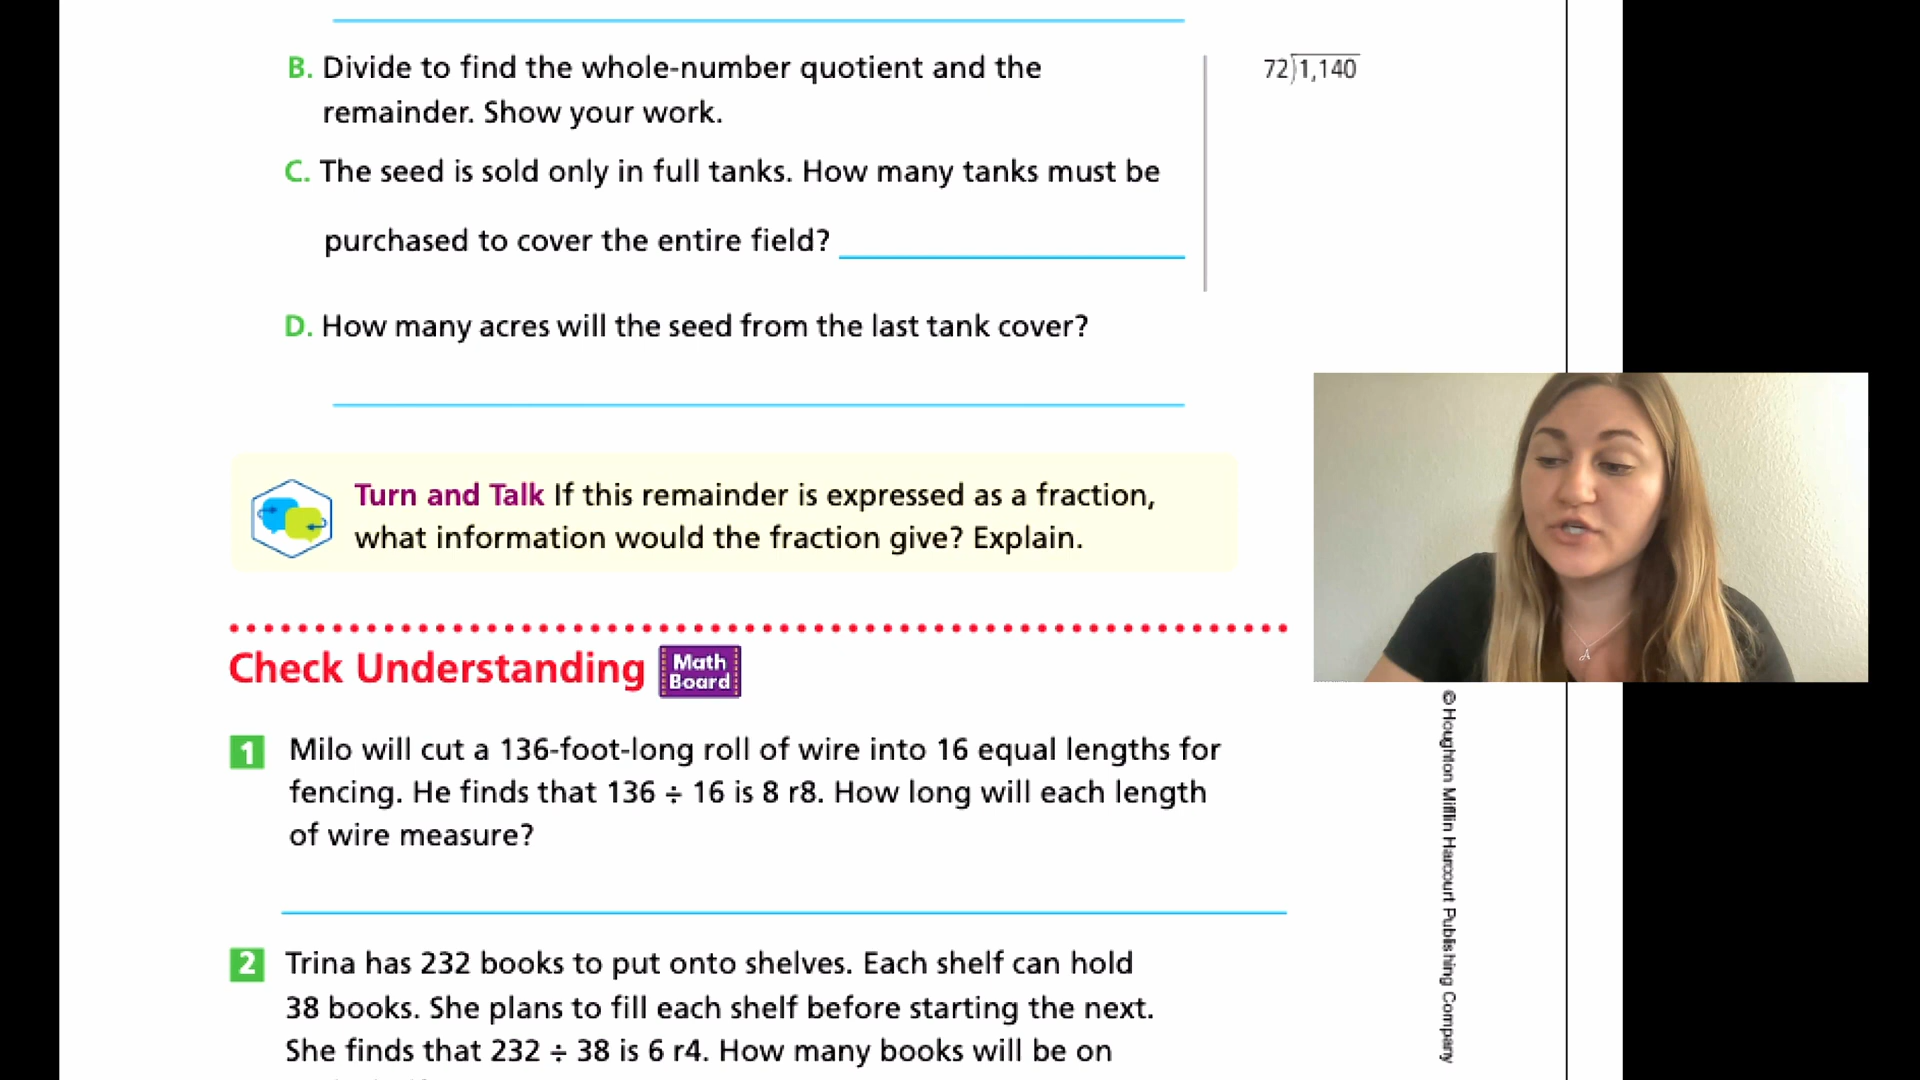 B. Divide to find the whole-number quotient and the
remainder. Show your work.
72)1,140
C. The seed is sold only in full tanks. How many tanks must be
purchased to cover the entire field?
D. How many acres will the seed from the last tank cover?
Turn and Talk If this remainder is expressed as a fraction,
what information would the fraction give? Explain.
Check Understanding Math
Board
1 Milo will cut a 136-foot-long roll of wire into 16 equal lengths for
fencing. He finds that 136 ÷ 16 is 8 r8. How long will each length
of wire measure?
2 Trina has 232 books to put onto shelves. Each shelf can hold
38 books. She plans to fill each shelf before starting the next.
She finds that 232 ÷ 38 is 6 r4. How many books will be on
© Houghton Mifflin Harcourt Publishing Company
A